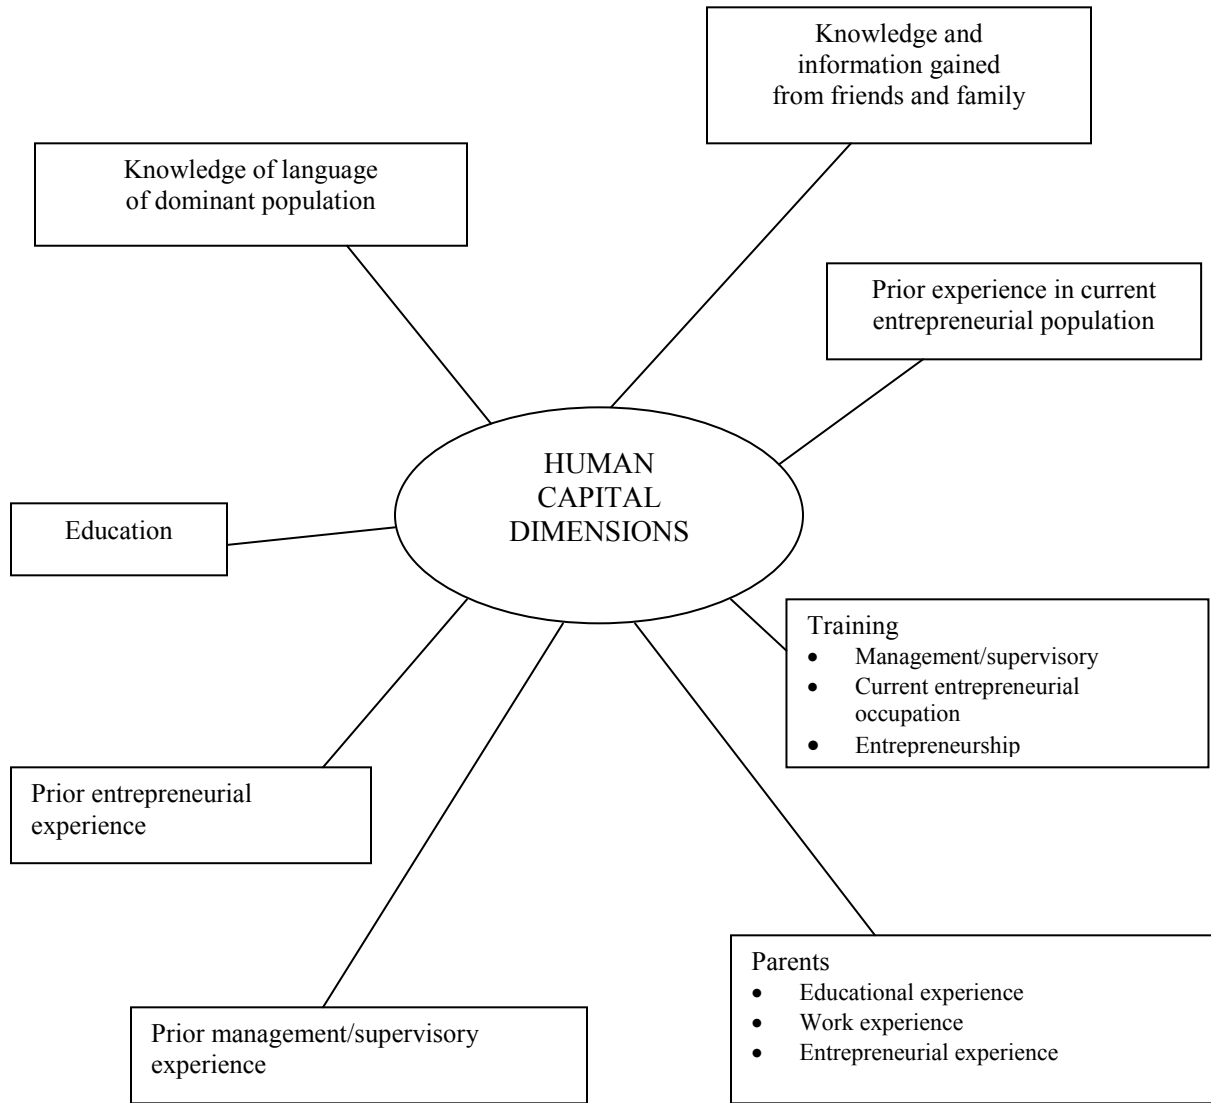 Knowledge and
information gained
from friends and family
Knowledge of language
of dominant population
Prior experience in current
entrepreneurial population
HUMAN
CAPITAL
DIMENSIONS
Education
Training
• Management/supervisory
• Current entrepreneurial
occupation
• Entrepreneurship
Prior entrepreneurial
experience
Parents
• Educational experience
• Work experience
• Entrepreneurial experience
Prior management/supervisory
experience